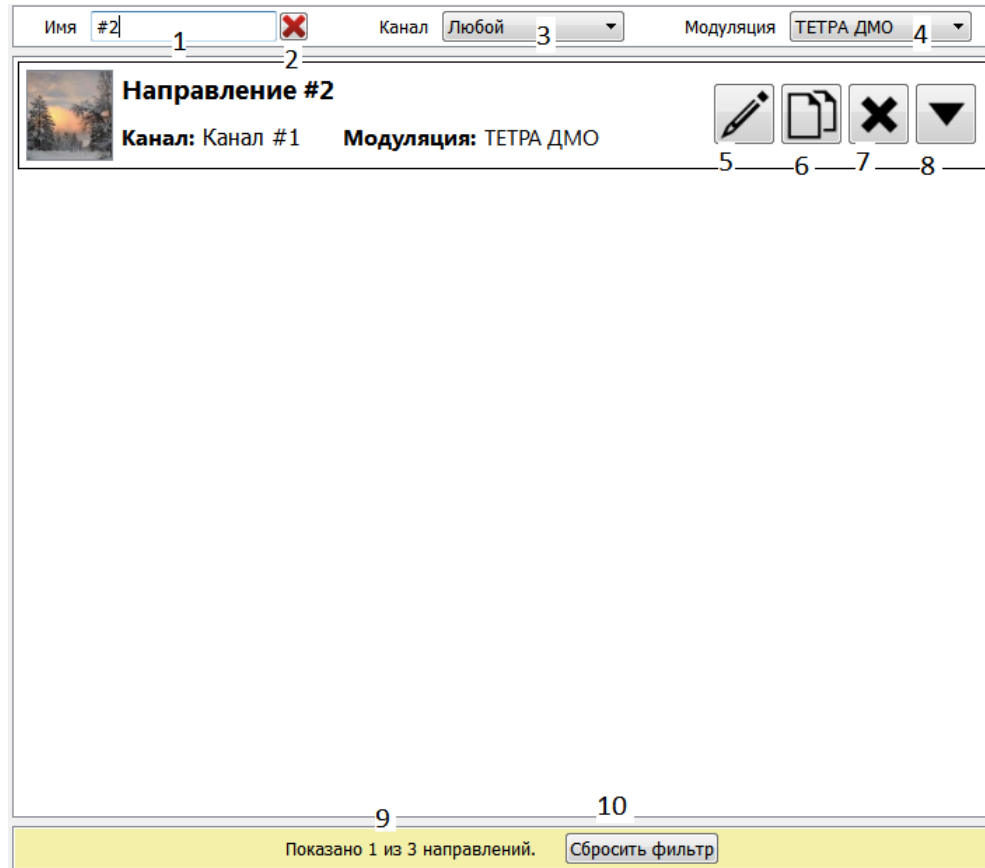 Имя #2 Канал Любой Модуляция ТЕТРА ДМО
1 2 3 4
Направление #2
Канал: Канал #1 Модуляция: ТЕТРА ДМО
5 6 7 8
9 10
Показано 1 из 3 направлений. Сбросить фильтр